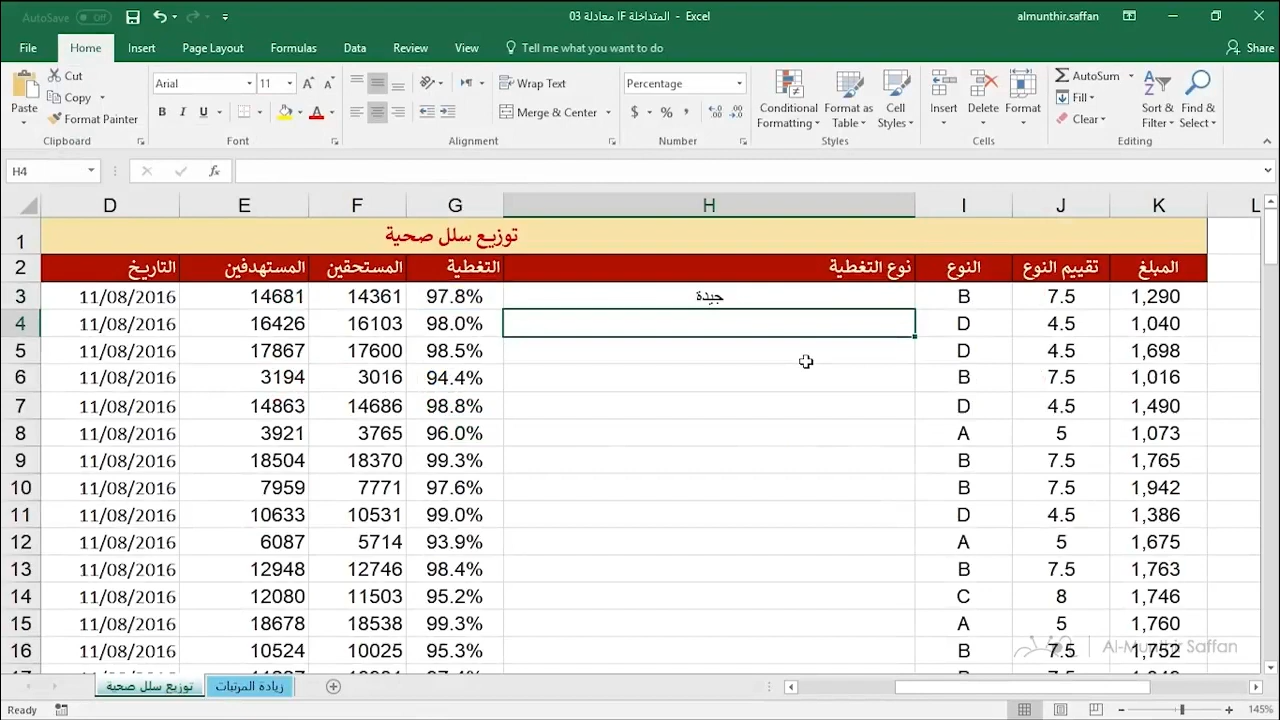 AutoSave Off
المتداخلة IF معادلة 03 - Excel
almunthir.saffan
File Home Insert Page Layout Formulas Data Review View Tell me what you want to do Share
Paste Cut Copy Format Painter
Clipboard
Arial 11
B I U
Font
Wrap Text
Merge & Center
Alignment
Percentage
$ % ,
Number
Conditional Formatting Format as Table Cell Styles
Styles
Insert Delete Format
Cells
AutoSum Fill Clear Sort & Filter Find & Select
Editing
H4 fx
D E F G H I J K L
1 توزيع سلل صحية
2 التاريخ المستهدفين المستحقين التغطية نوع التغطية النوع تقييم النوع المبلغ
3 11/08/2016 14681 14361 97.8% جيدة B 7.5 1,290
4 11/08/2016 16426 16103 98.0% D 4.5 1,040
5 11/08/2016 17867 17600 98.5% D 4.5 1,698
6 11/08/2016 3194 3016 94.4% B 7.5 1,016
7 11/08/2016 14863 14686 98.8% D 4.5 1,490
8 11/08/2016 3921 3765 96.0% A 5 1,073
9 11/08/2016 18504 18370 99.3% B 7.5 1,765
10 11/08/2016 7959 7771 97.6% B 7.5 1,942
11 11/08/2016 10633 10531 99.0% D 4.5 1,386
12 11/08/2016 6087 5714 93.9% A 5 1,675
13 11/08/2016 12948 12746 98.4% B 7.5 1,763
14 11/08/2016 12080 11503 95.2% C 8 1,746
15 11/08/2016 18678 18538 99.3% A 5 1,760
16 11/08/2016 10524 10025 95.3% B 7.5 1,752
Al-Munthir Saffan
توزيع سلل صحية زيادة المرتبات
Ready 145%